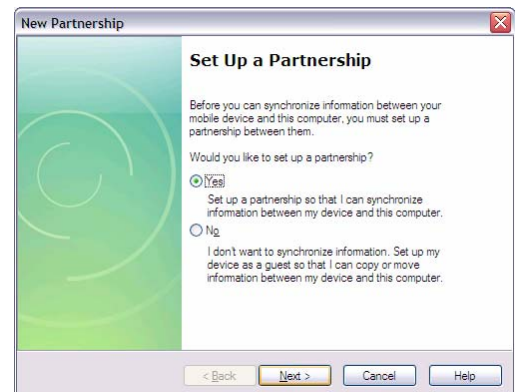 New Partnership
Set Up a Partnership
Before you can synchronize information between your
mobile device and this computer, you must set up a
partnership between them.
Would you like to set up a partnership?
Yes
Set up a partnership so that I can synchronize
information between my device and this computer.
No
I don't want to synchronize information. Set up my
device as a guest so that I can copy or move
information between my device and this computer.
< Back
Next >
Cancel
Help